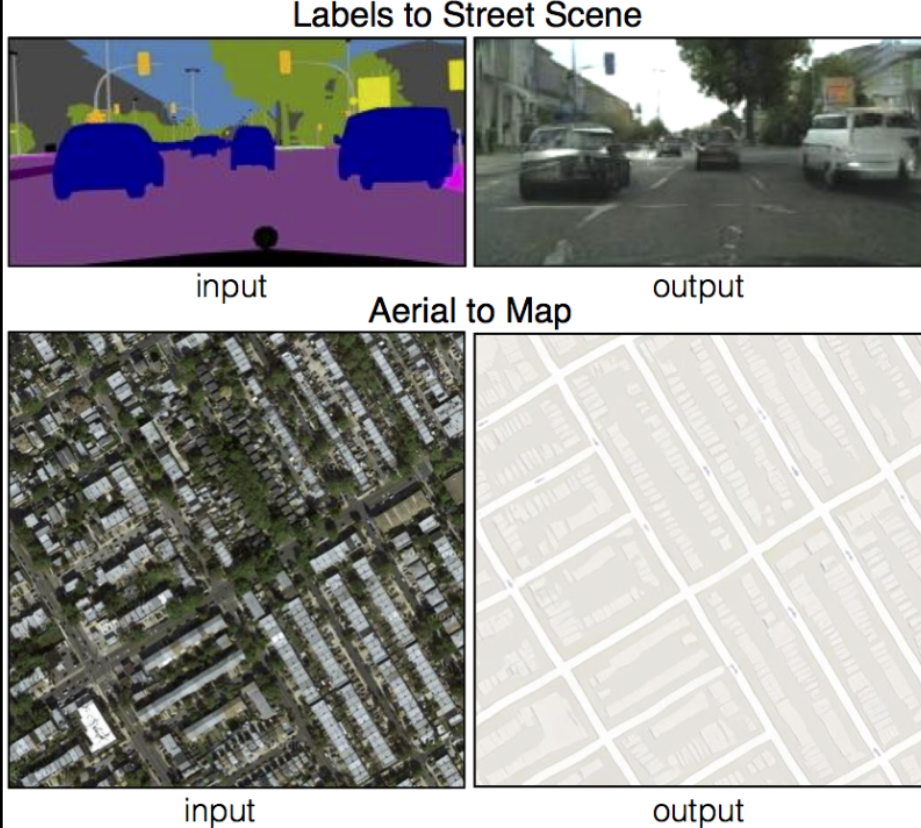 Labels to Street Scene
input
output
Aerial to Map
input
output